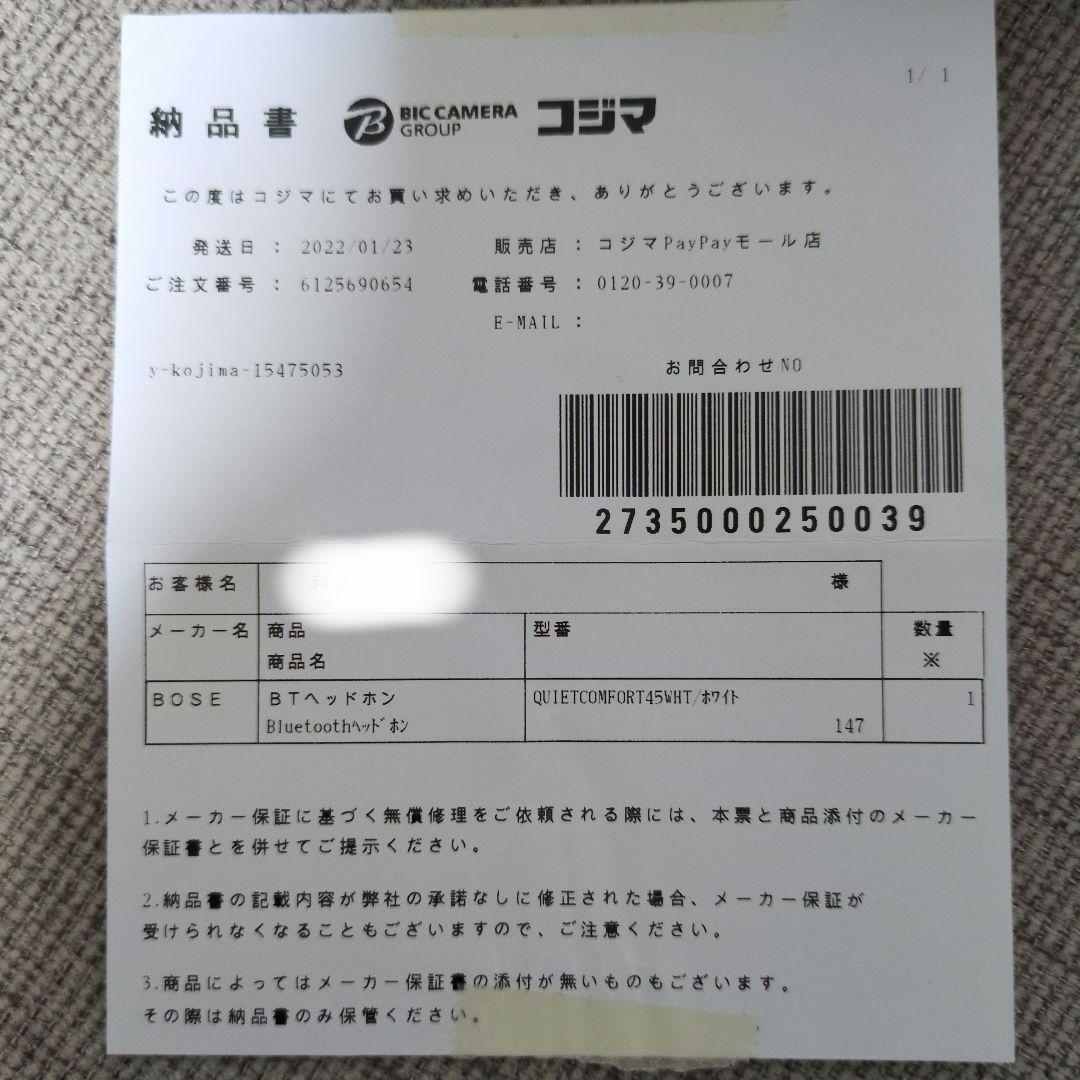 1/ 1
納品書 B BIC CAMERA GROUP コジマ
この度はコジマにてお買い求めいただき、ありがとうございます。
発送日 : 2022/01/23 販売店 : コジマPayPayモール店
ご注文番号 : 6125690654 電話番号 : 0120-39-0007
E-MAIL :
y-kojima-15475053 お問合わせNO
2735000250039
お客様名 和 様
メーカー名 商品 型番 数量
商品名 ※
BOSE BTヘッドホン QUIETCOMFORT45WHT/ホワイト 1
Bluetoothヘッドホン 147
1.メーカー保証に基づく無償修理をご依頼される際には、本票と商品添付のメーカー
保証書とを併せてご提示ください。
2.納品書の記載内容が弊社の承諾なしに修正された場合、メーカー保証が
受けられなくなることもございますので、ご注意ください。
3.商品によってはメーカー保証書の添付が無いものもございます。
その際は納品書のみ保管ください。